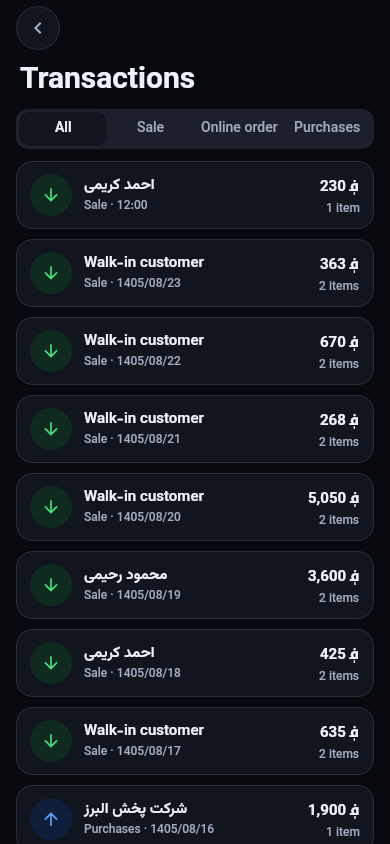 Transactions
All Sale Online order Purchases
احمد کریمی 230 ؋
Sale · 12:00 1 item
Walk-in customer 363 ؋
Sale · 1405/08/23 2 items
Walk-in customer 670 ؋
Sale · 1405/08/22 2 items
Walk-in customer 268 ؋
Sale · 1405/08/21 2 items
Walk-in customer 5,050 ؋
Sale · 1405/08/20 2 items
محمود رحیمی 3,600 ؋
Sale · 1405/08/19 2 items
احمد کریمی 425 ؋
Sale · 1405/08/18 2 items
Walk-in customer 635 ؋
Sale · 1405/08/17 2 items
شرکت پخش البرز 1,900 ؋
Purchases · 1405/08/16 1 item